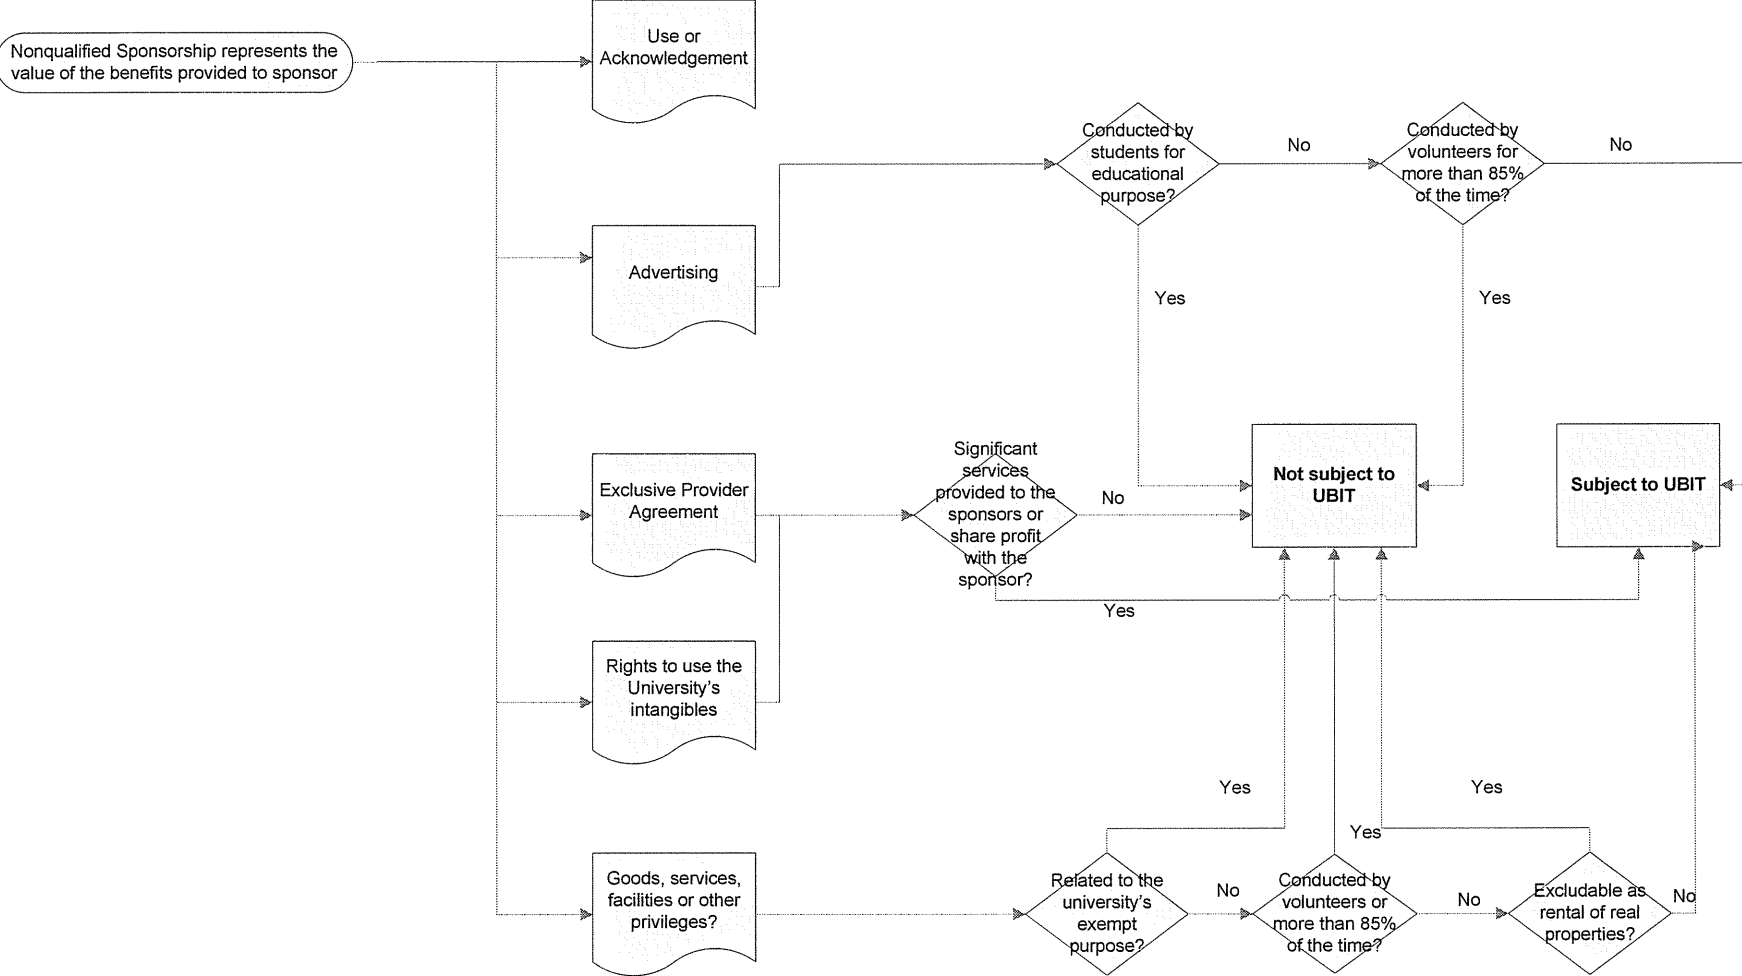 Nonqualified Sponsorship represents the
value of the benefits provided to sponsor
Use or
Acknowledgement
Conducted by
students for
educational
purpose?
No
Conducted by
volunteers for
more than 85%
of the time?
No
Advertising
Yes
Yes
Exclusive Provider
Agreement
Significant
services
provided to the
sponsors or
share profit
with the
sponsor?
No
Not subject to
UBIT
Subject to UBIT
Yes
Rights to use the
University's
intangibles
Yes
Yes
Yes
Goods, services,
facilities or other
privileges?
Related to the
university's
exempt
purpose?
No
Conducted by
volunteers or
more than 85%
of the time?
No
Excludable as
rental of real
properties?
No